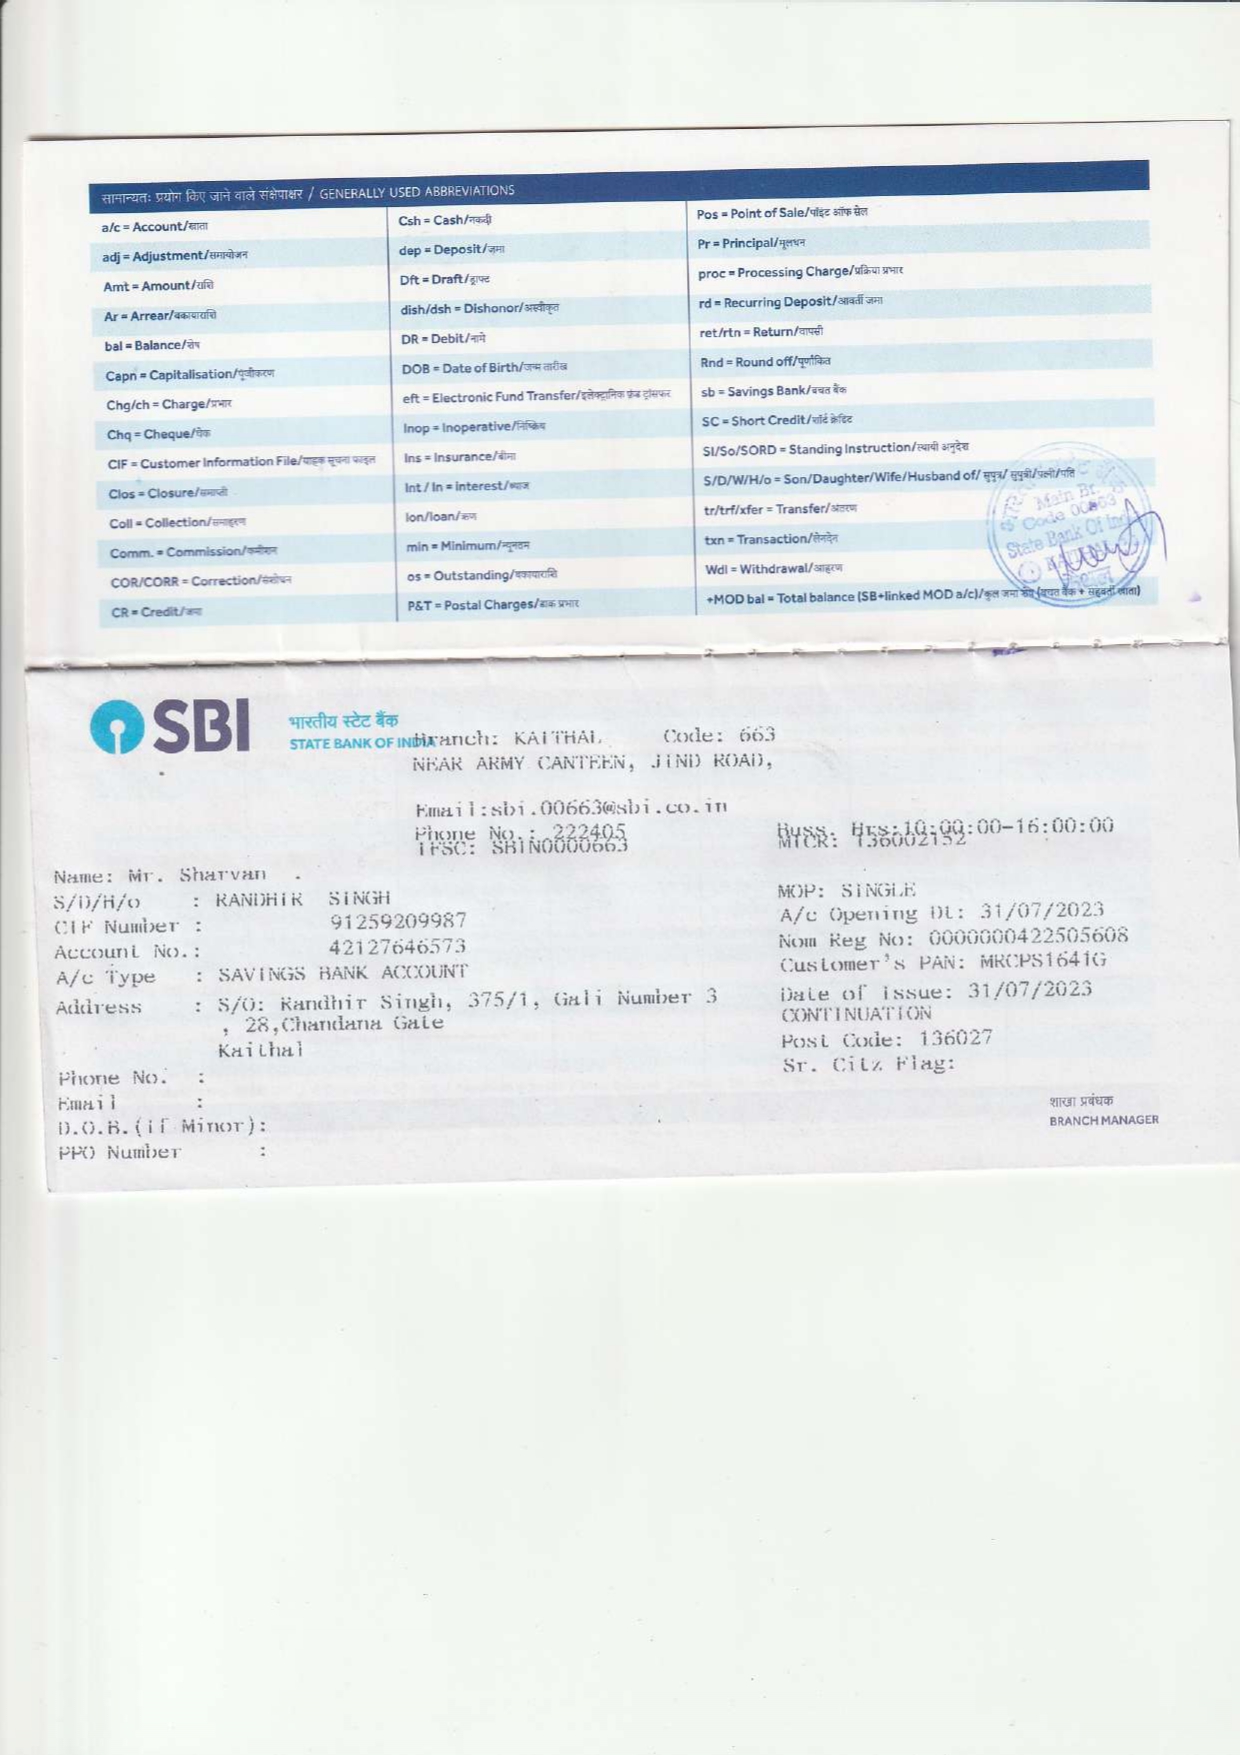 सामान्यतः प्रयोग किए जाने वाले संक्षेपाक्षर / GENERALLY USED ABBREVIATIONS
a/c = Account/खाता
adj = Adjustment/समायोजन
Amt = Amount/राशि
Ar = Arrear/बकायाराशि
bal = Balance/शेष
Capn = Capitalisation/पूंजीकरण
Chg/ch = Charge/प्रभार
Chq = Cheque/चेक
CIF = Customer Information File/ग्राहक सूचना फाइल
Clos = Closure/समाप्ती
Coll = Collection/समाहरण
Comm. = Commission/कमीशन
COR/CORR = Correction/संशोधन
CR = Credit/जमा
Csh = Cash/नकदी
dep = Deposit/जमा
Dft = Draft/ड्राफ्ट
dish/dsh = Dishonor/अस्वीकृत
DR = Debit/नामे
DOB = Date of Birth/जन्म तारीख
eft = Electronic Fund Transfer/इलेक्ट्रानिक फ़ंड ट्रांसफर
Inop = Inoperative/निष्क्रिय
Ins = Insurance/बीमा
Int / In = interest/ब्याज
lon/loan/ऋण
min = Minimum/न्यूनतम
os = Outstanding/बकायाराशि
P&T = Postal Charges/डाक प्रभार
Pos = Point of Sale/पॉइंट ऑफ सेल
Pr = Principal/मूलधन
proc = Processing Charge/प्रक्रिया प्रभार
rd = Recurring Deposit/आवर्ती जमा
ret/rtn = Return/वापसी
Rnd = Round off/पूर्णांकित
sb = Savings Bank/बचत बैंक
SC = Short Credit/शॉर्ट क्रेडिट
SI/So/SORD = Standing Instruction/स्थायी अनुदेश
S/D/W/H/o = Son/Daughter/Wife/Husband of/ सुपुत्र/ सुपुत्री/पत्नी/पति
tr/trf/xfer = Transfer/अंतरण
txn = Transaction/लेनदेन
Wdl = Withdrawal/आहरण
+MOD bal = Total balance (SB+linked MOD a/c)/कुल जमा शेष (बचत बैंक + सहबर्ती खाता)
Main Br.
Code 00663
State Bank Of India
SBI
भारतीय स्टेट बैंक
STATE BANK OF INDIA
Branch: KAITHAL Code: 663
NEAR ARMY CANTEEN, JIND ROAD,
Email:sbi.00663@sbi.co.in
Phone No.: 222405 Buss. Hrs:10:00:00-16:00:00
IFSC: SBIN0000663 MICR: 136002152
Name: Mr. Sharvan .
S/D/H/o : RANDHIR SINGH MOP: SINGLE
CIF Number : 91259209987 A/c Opening Dt: 31/07/2023
Account No.: 42127646573 Nom Reg No: 0000000422505608
A/c Type : SAVINGS BANK ACCOUNT Customer's PAN: MRCPS1641G
Address : S/O: Randhir Singh, 375/1, Gali Number 3 Date of Issue: 31/07/2023
, 28,Chandana Gate CONTINUATION
Kaithal Post Code: 136027
Phone No. : Sr. Citz Flag:
Email :
D.O.B.(if Minor):
PPO Number :
शाखा प्रबंधक
BRANCH MANAGER